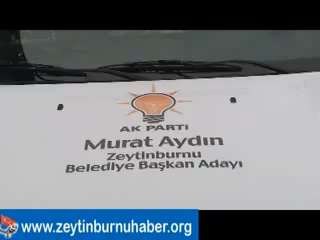 AK PARTİ
Murat Aydın
Zeytinburnu
Belediye Başkan Adayı
www.zeytinburnuhaber.org